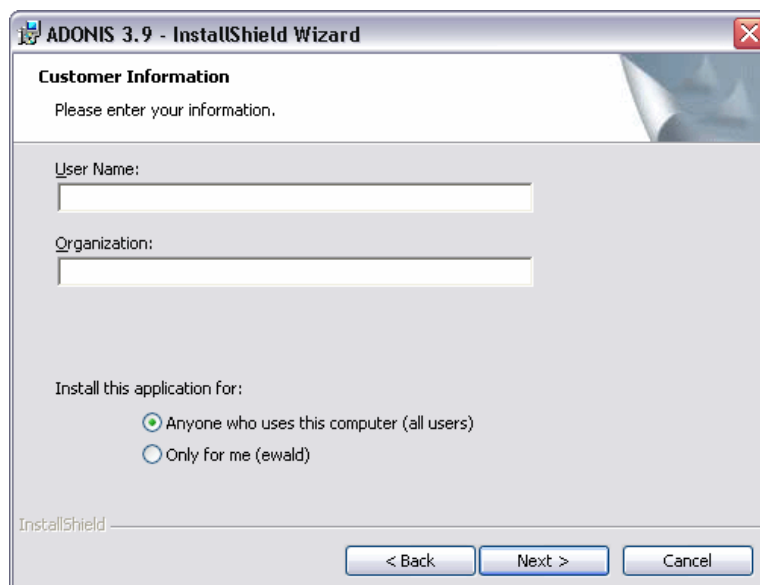 ADONIS 3.9 - InstallShield Wizard
Customer Information
Please enter your information.
User Name:
Organization:
Install this application for:
Anyone who uses this computer (all users)
Only for me (ewald)
InstallShield
< Back Next > Cancel